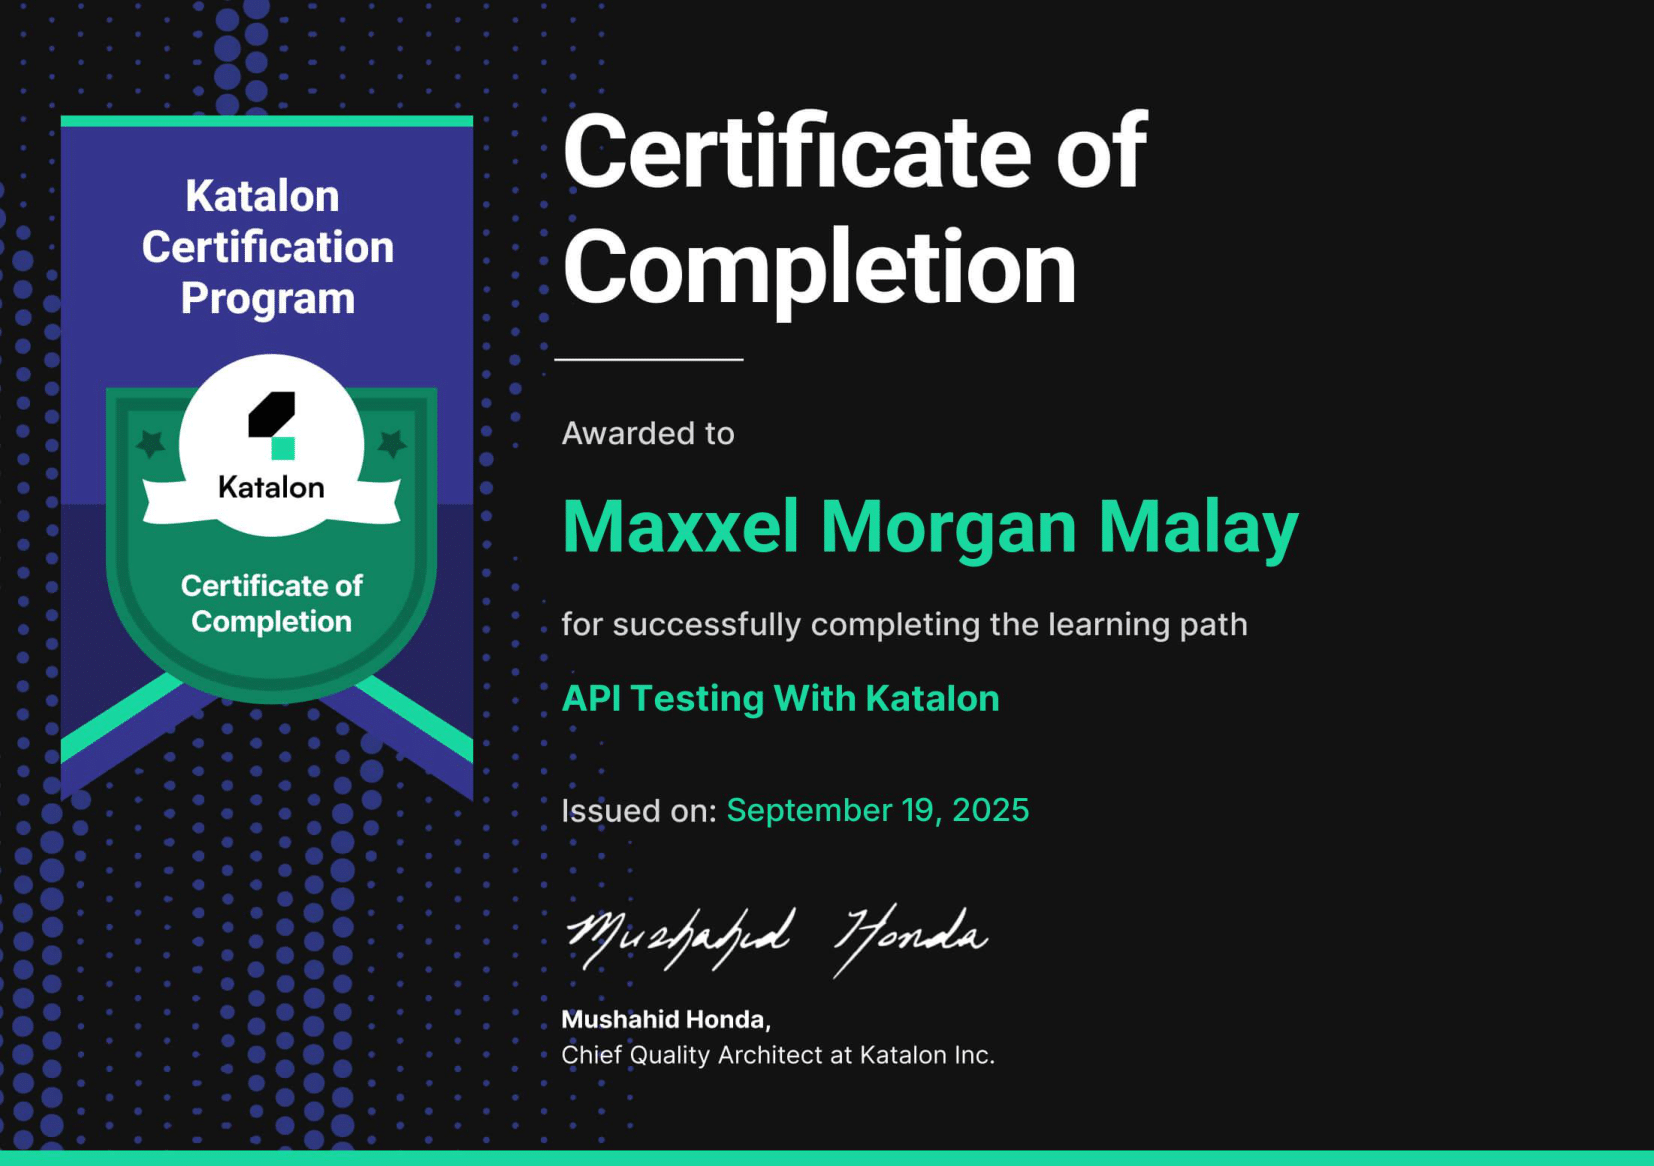 Katalon
Certification
Program
Katalon
Certificate of
Completion
Certificate of
Completion
Awarded to
Maxxel Morgan Malay
for successfully completing the learning path
API Testing With Katalon
Issued on: September 19, 2025
Mushahid Honda
Mushahid Honda,
Chief Quality Architect at Katalon Inc.